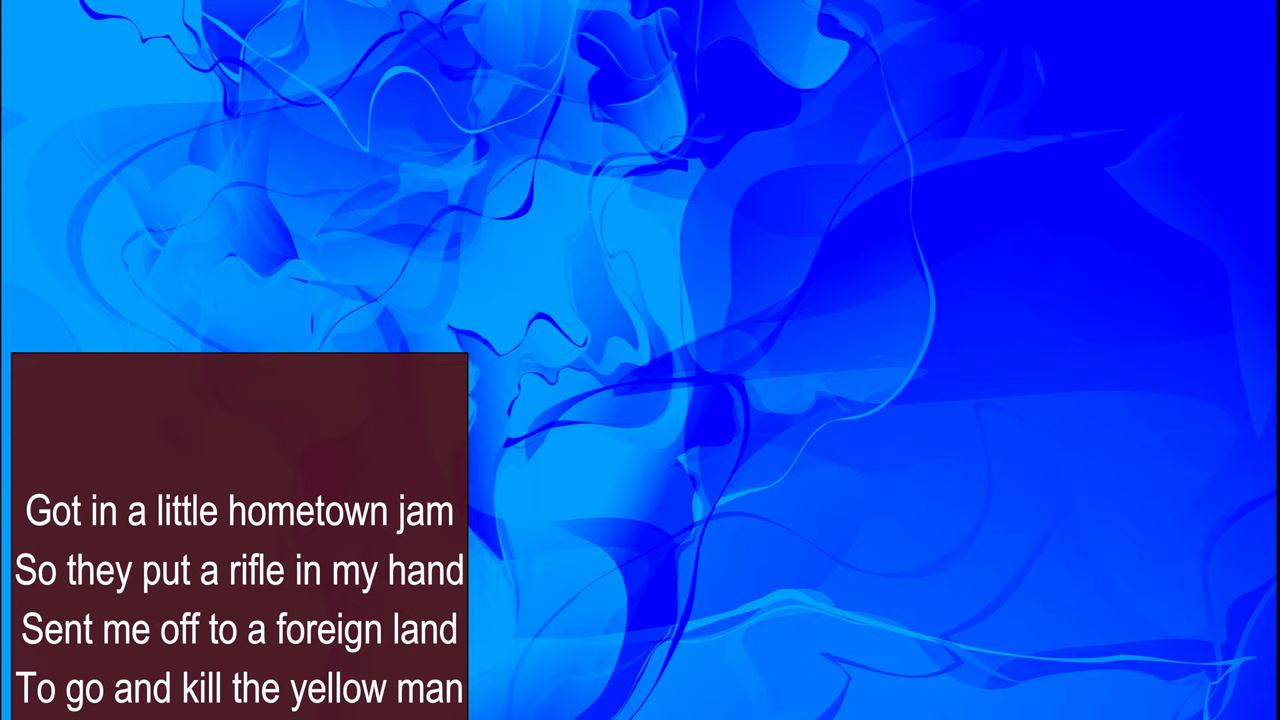 Got in a little hometown jam
So they put a rifle in my hand
Sent me off to a foreign land
To go and kill the yellow man